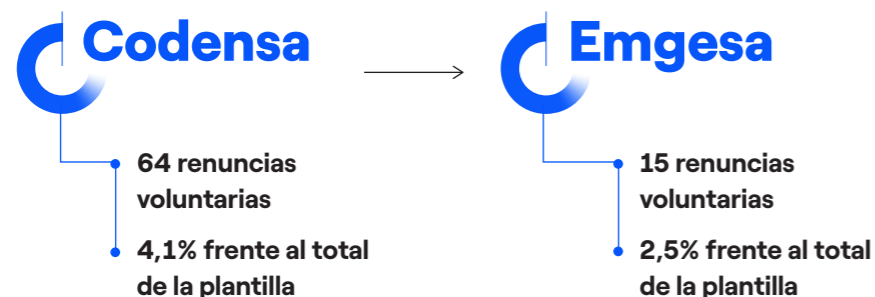 Codensa
64 renuncias
voluntarias
4,1% frente al total
de la plantilla
Emgesa
15 renuncias
voluntarias
2,5% frente al total
de la plantilla